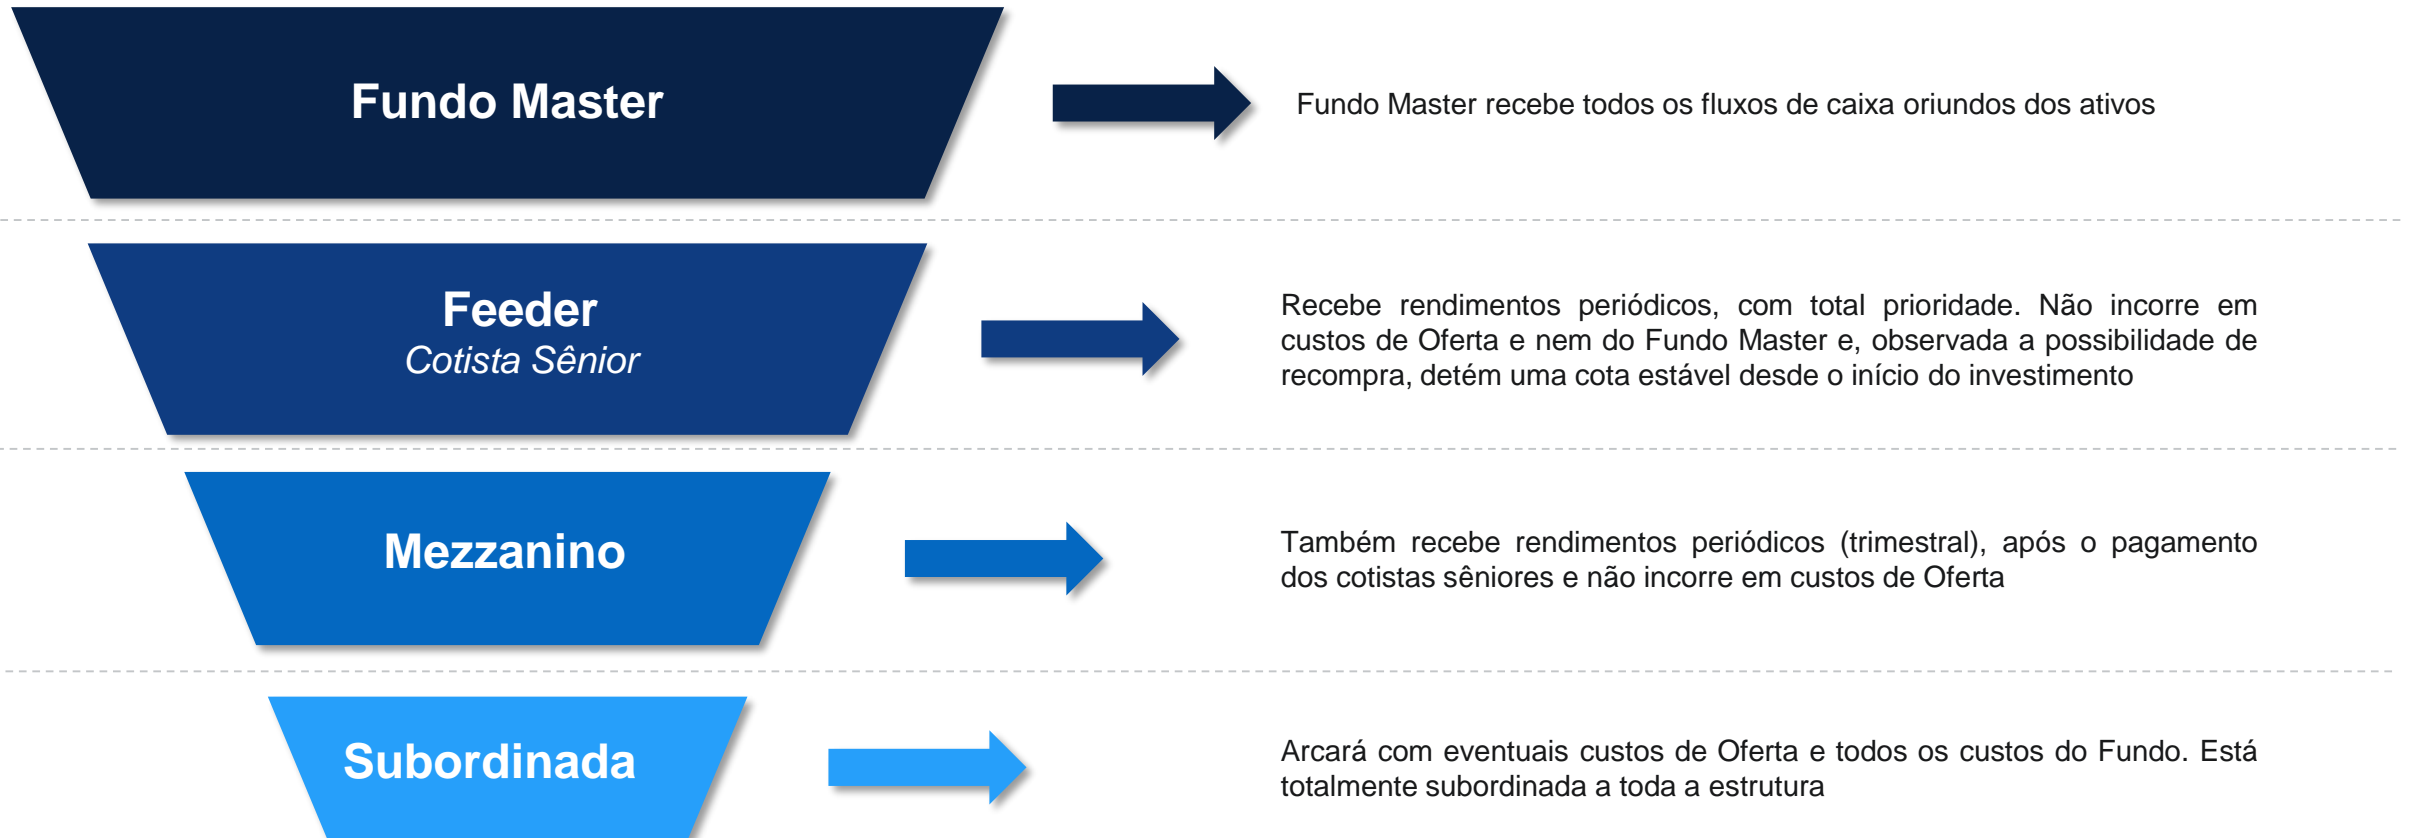 Fundo Master
Fundo Master recebe todos os fluxos de caixa oriundos dos ativos
Feeder
Cotista Sênior
Recebe rendimentos periódicos, com total prioridade. Não incorre em
custos de Oferta e nem do Fundo Master e, observada a possibilidade de
recompra, detém uma cota estável desde o início do investimento
Mezzanino
Também recebe rendimentos periódicos (trimestral), após o pagamento
dos cotistas sêniores e não incorre em custos de Oferta
Subordinada
Arcará com eventuais custos de Oferta e todos os custos do Fundo. Está
totalmente subordinada a toda a estrutura